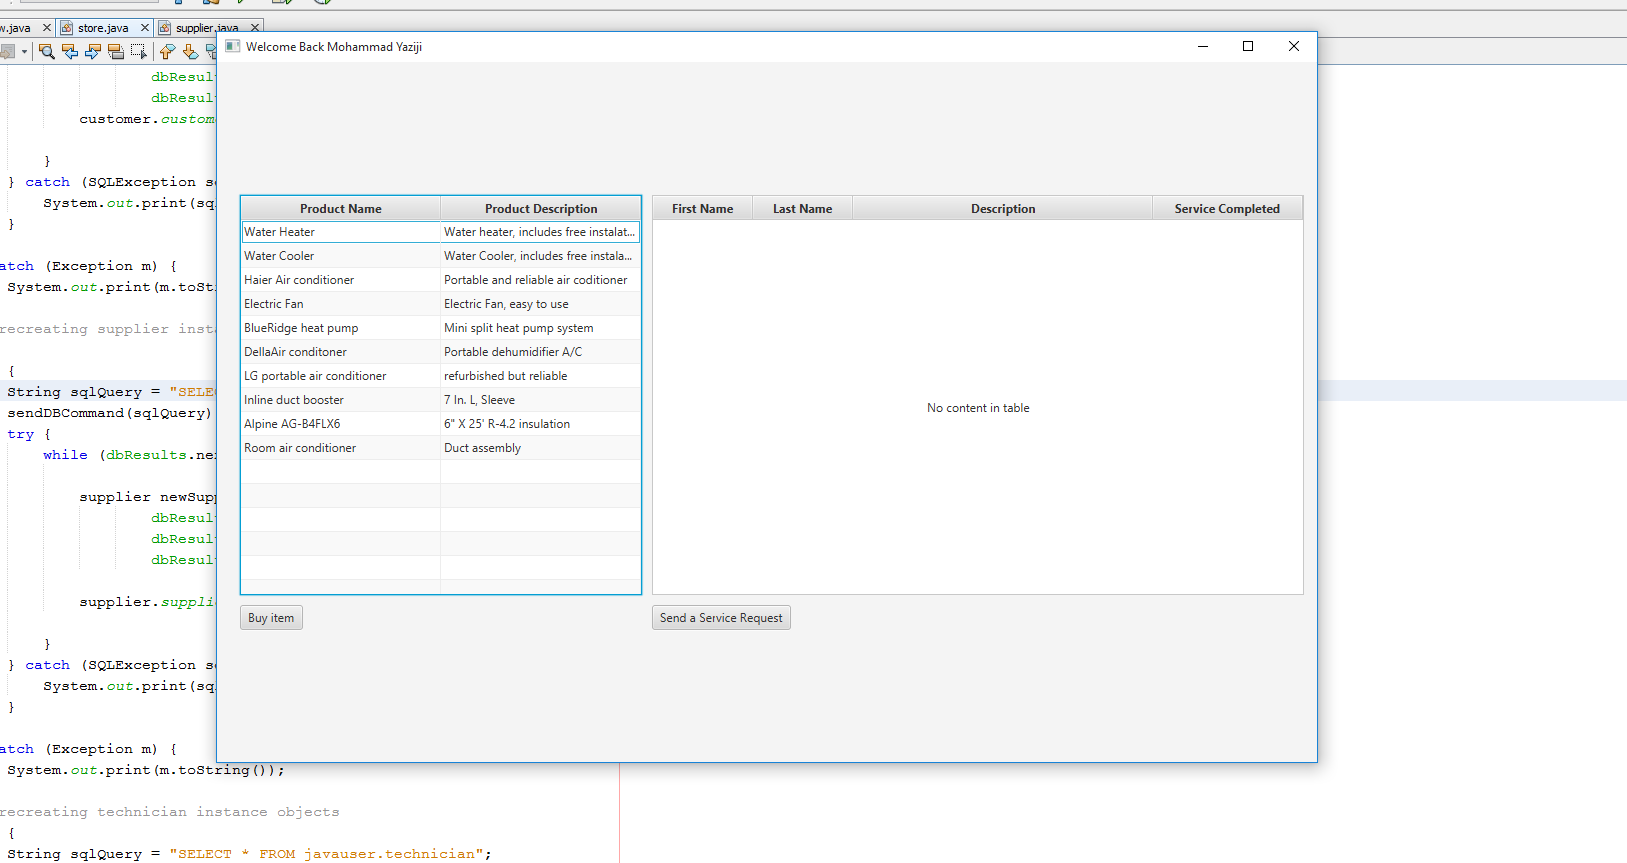 w.java store.java supplier.java
Welcome Back Mohammad Yaziji
dbResul
dbResul
customer.custom
}
} catch (SQLException s
System.out.print(sq
}
atch (Exception m) {
System.out.print(m.toStr
recreating supplier inst
{
String sqlQuery = "SELE
sendDBCommand(sqlQuery)
try {
while (dbResults.ne
supplier newSup
dbResul
dbResul
dbResul
supplier.suppli
}
} catch (SQLException s
System.out.print(sq
}
atch (Exception m) {
System.out.print(m.toString());
recreating technician instance objects
{
String sqlQuery = "SELECT * FROM javauser.technician";
Product Name Product Description
Water Heater Water heater, includes free instalat...
Water Cooler Water Cooler, includes free instala...
Haier Air conditioner Portable and reliable air coditioner
Electric Fan Electric Fan, easy to use
BlueRidge heat pump Mini split heat pump system
DellaAir conditoner Portable dehumidifier A/C
LG portable air conditioner refurbished but reliable
Inline duct booster 7 In. L, Sleeve
Alpine AG-B4FLX6 6" X 25' R-4.2 insulation
Room air conditioner Duct assembly
Buy item
First Name Last Name Description Service Completed
No content in table
Send a Service Request